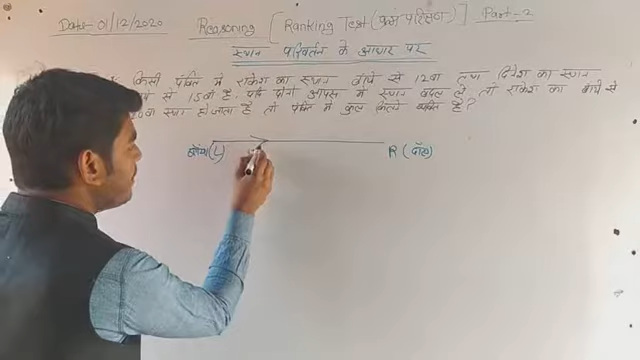 Date- 01/12/2020 Reasoning [Ranking Test (क्रम परीक्षण)] Part-2
स्थान परिवर्तन के आधार पर
किसी पंक्ति में राकेश का स्थान बांये से 12वां तथा दिनेश का स्थान
से 15वां है, यदि दोनों आपस में स्थान बदल लें, तो राकेश का बांये से
20वां स्थान हो जाता है तो पंक्ति में कुल कितने व्यक्ति है?
बांया (L) R (दाँया)